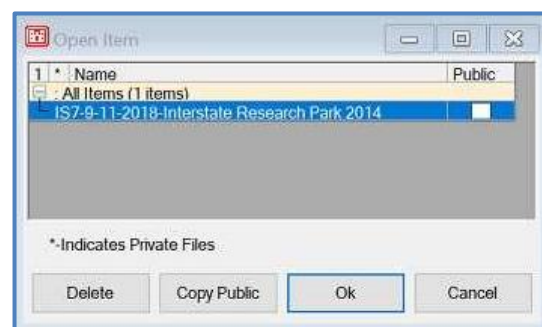 Open Item
1 * Name Public
: All Items (1 items)
IS7-9-11-2018-Interstate Research Park 2014
*-Indicates Private Files
Delete Copy Public Ok Cancel